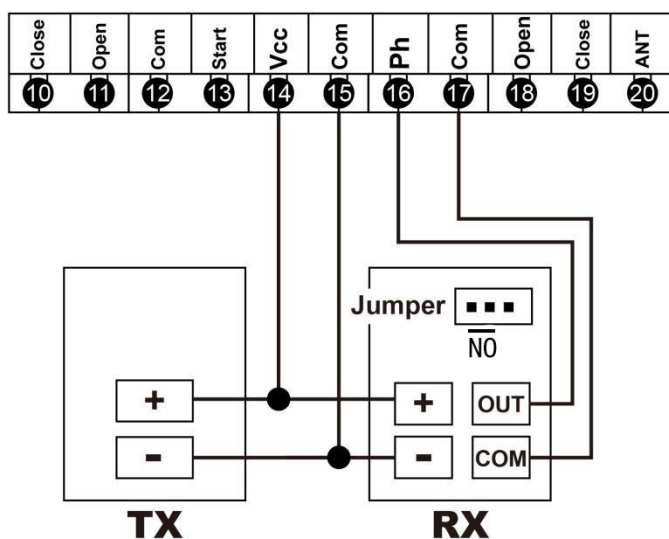 Close Open Com Start Vcc Com Ph Com Open Close ANT
10 11 12 13 14 15 16 17 18 19 20
Jumper
NO
+ + OUT
- - COM
TX RX